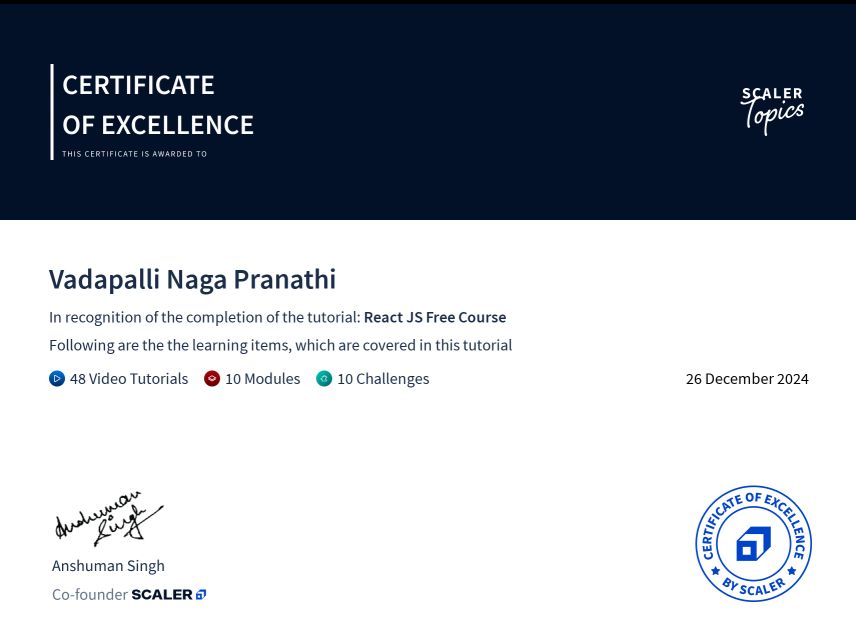 CERTIFICATE
OF EXCELLENCE
THIS CERTIFICATE IS AWARDED TO
SCALER
Topics
Vadapalli Naga Pranathi
In recognition of the completion of the tutorial: React JS Free Course
Following are the the learning items, which are covered in this tutorial
48 Video Tutorials 10 Modules 10 Challenges 26 December 2024
Anshuman
Singh
Anshuman Singh
Co-founder SCALER
CERTIFICATE OF EXCELLENCE
BY SCALER